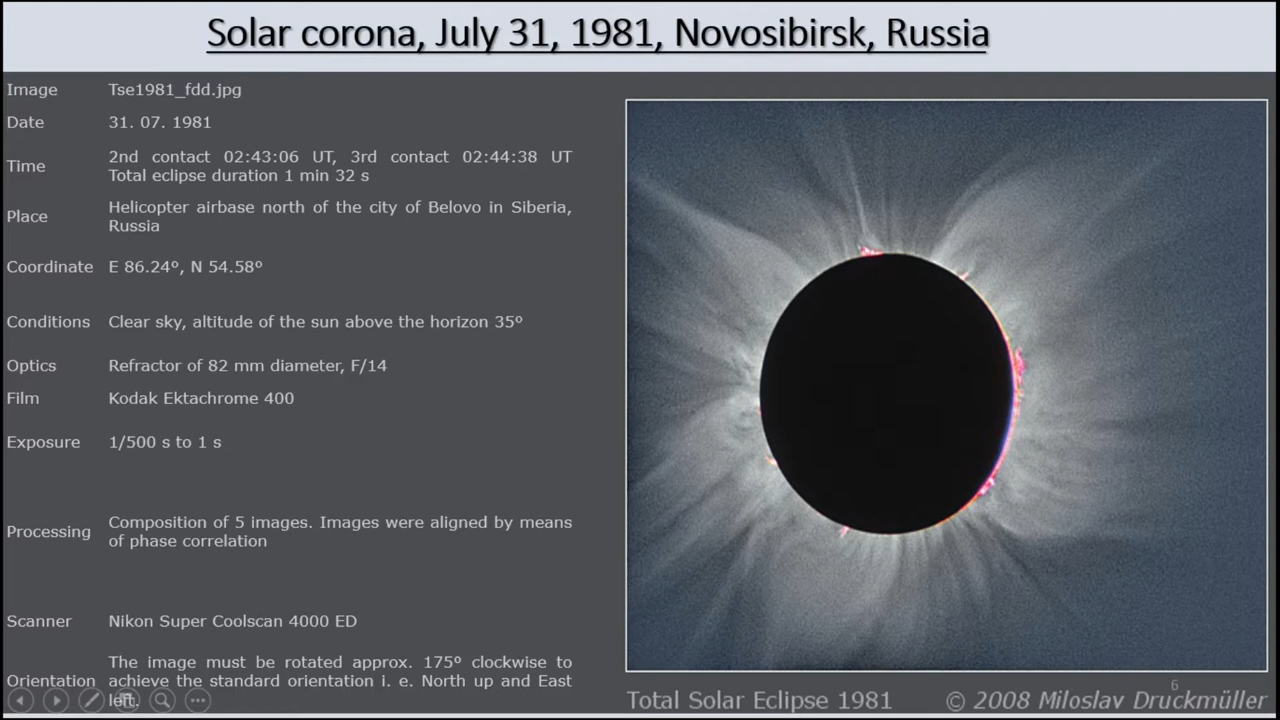 Solar corona, July 31, 1981, Novosibirsk, Russia
Image Tse1981_fdd.jpg
Date 31. 07. 1981
Time 2nd contact 02:43:06 UT, 3rd contact 02:44:38 UT
Total eclipse duration 1 min 32 s
Place Helicopter airbase north of the city of Belovo in Siberia,
Russia
Coordinate E 86.24º, N 54.58º
Conditions Clear sky, altitude of the sun above the horizon 35º
Optics Refractor of 82 mm diameter, F/14
Film Kodak Ektachrome 400
Exposure 1/500 s to 1 s
Processing Composition of 5 images. Images were aligned by means
of phase correlation
Scanner Nikon Super Coolscan 4000 ED
Orientation The image must be rotated approx. 175º clockwise to
achieve the standard orientation i. e. North up and East
left.
6
Total Solar Eclipse 1981 © 2008 Miloslav Druckmüller